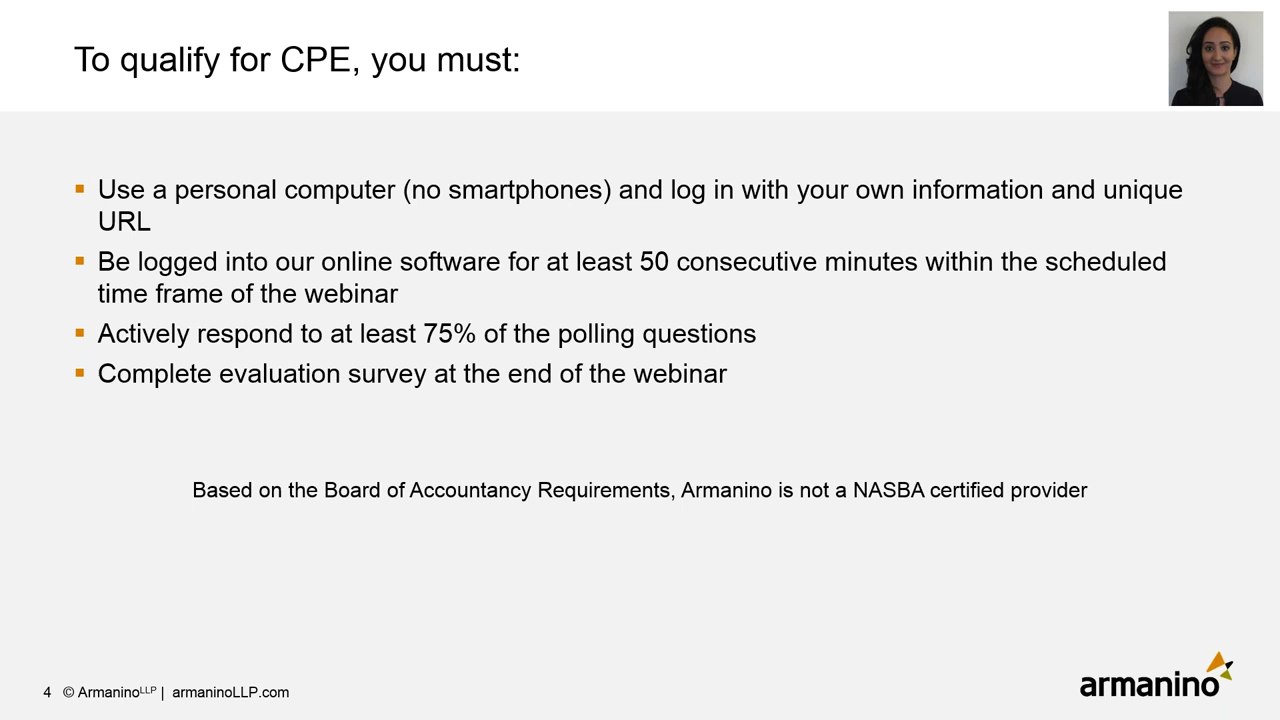 To qualify for CPE, you must:
▪ Use a personal computer (no smartphones) and log in with your own information and unique
URL
▪ Be logged into our online software for at least 50 consecutive minutes within the scheduled
time frame of the webinar
▪ Actively respond to at least 75% of the polling questions
▪ Complete evaluation survey at the end of the webinar
Based on the Board of Accountancy Requirements, Armanino is not a NASBA certified provider
4 © ArmaninoLLP | armaninoLLP.com
armanino